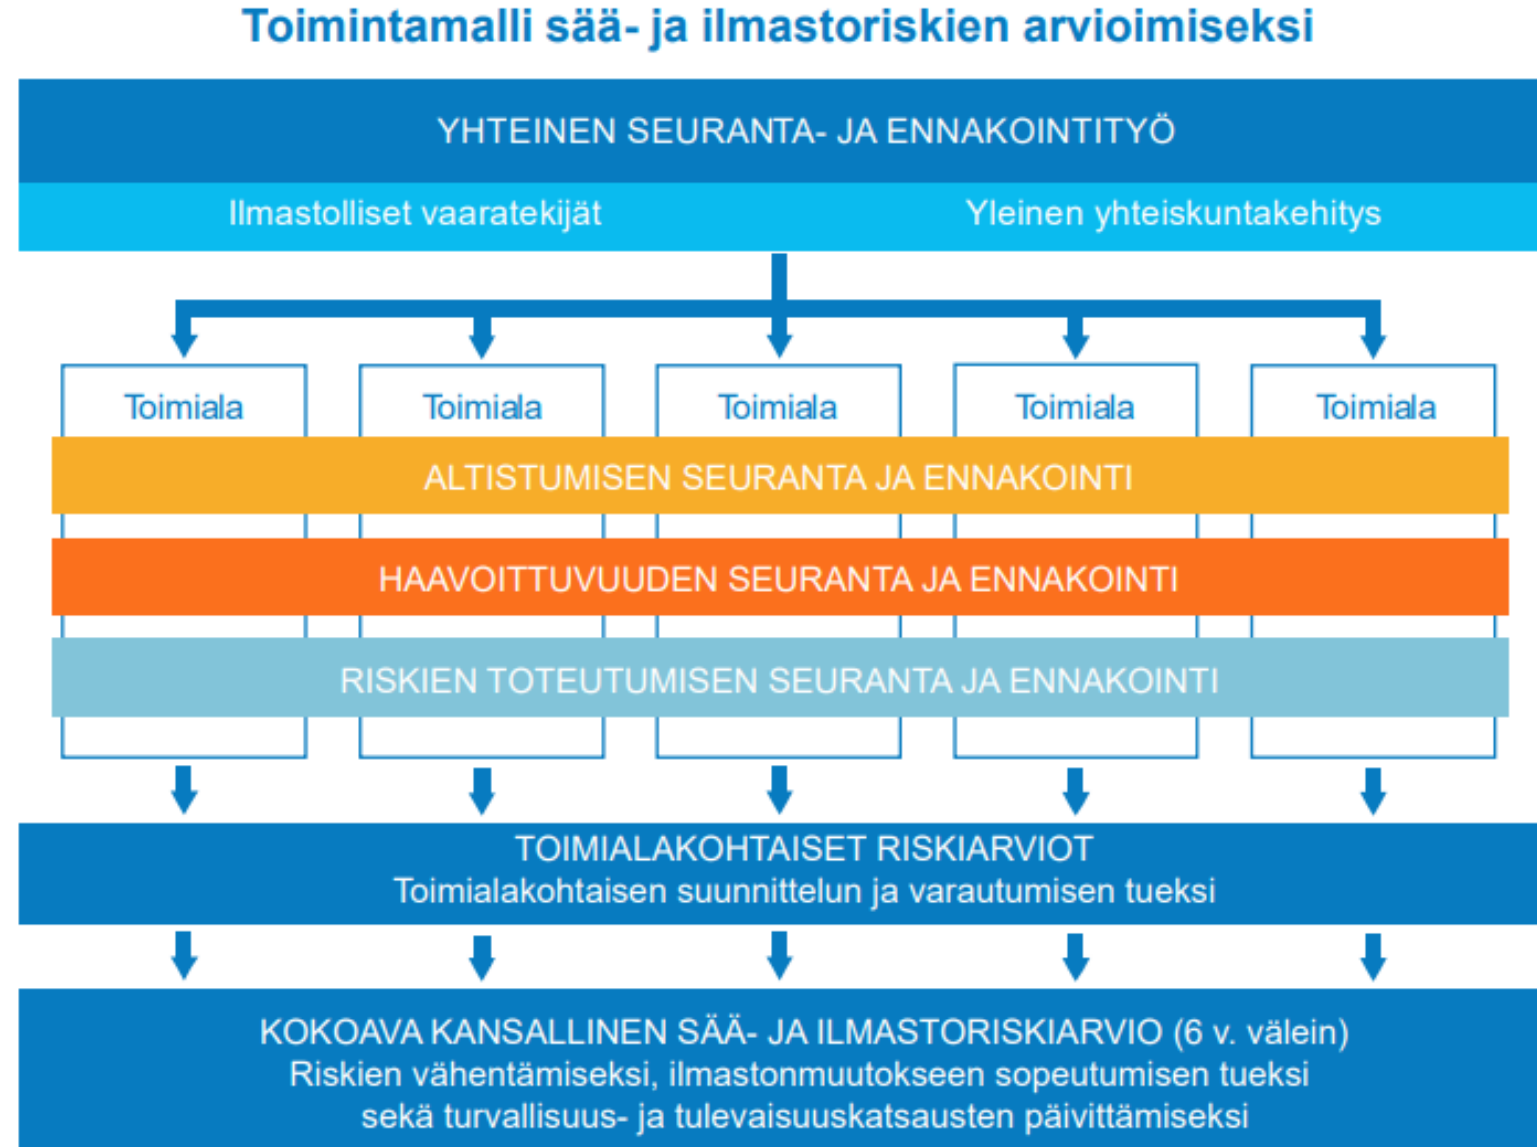 Toimintamalli sää- ja ilmastoriskien arvioimiseksi
YHTEINEN SEURANTA- JA ENNAKOINTITYÖ
Ilmastolliset vaaratekijät
Yleinen yhteiskuntakehitys
Toimiala
Toimiala
Toimiala
Toimiala
Toimiala
ALTISTUMISEN SEURANTA JA ENNAKOINTI
HAAVOITTUVUUDEN SEURANTA JA ENNAKOINTI
RISKIEN TOTEUTUMISEN SEURANTA JA ENNAKOINTI
TOIMIALAKOHTAISET RISKIARVIOT
Toimialakohtaisen suunnittelun ja varautumisen tueksi
KOKOAVA KANSALLINEN SÄÄ- JA ILMASTORISKIARVIO (6 v. välein)
Riskien vähentämiseksi, ilmastonmuutokseen sopeutumisen tueksi
sekä turvallisuus- ja tulevaisuuskatsausten päivittämiseksi